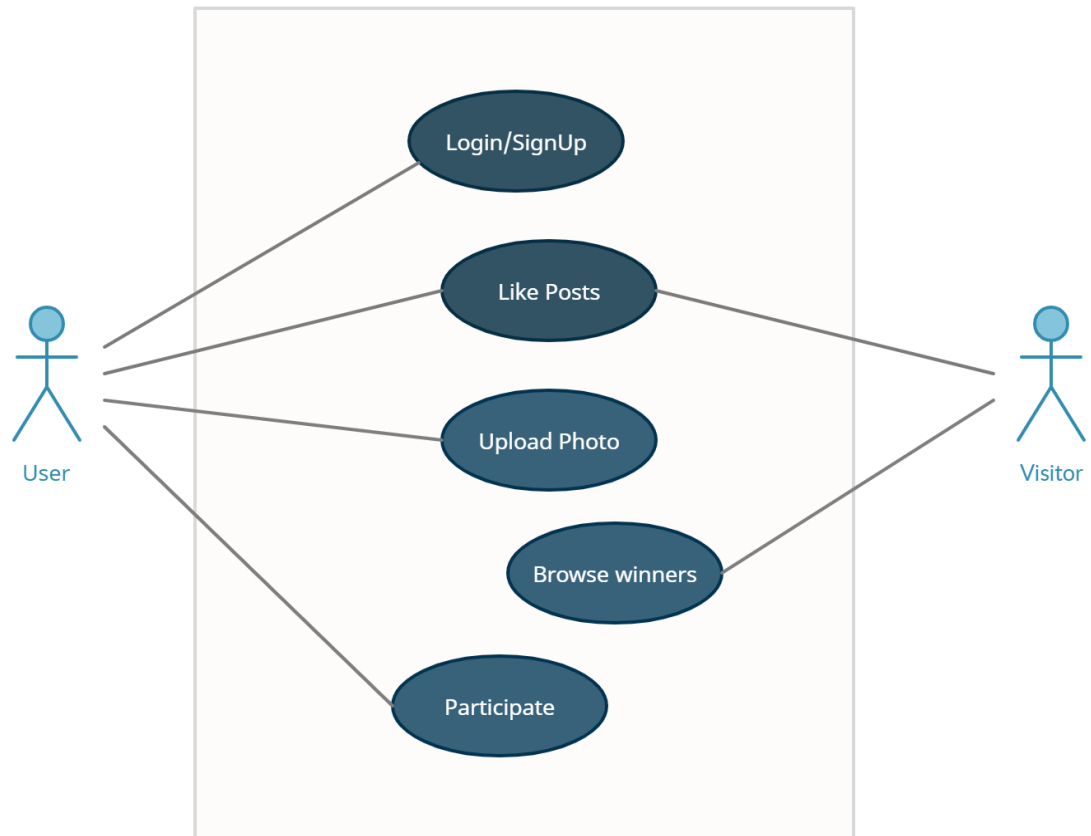 Login/SignUp
Like Posts
Upload Photo
User
Visitor
Browse winners
Participate